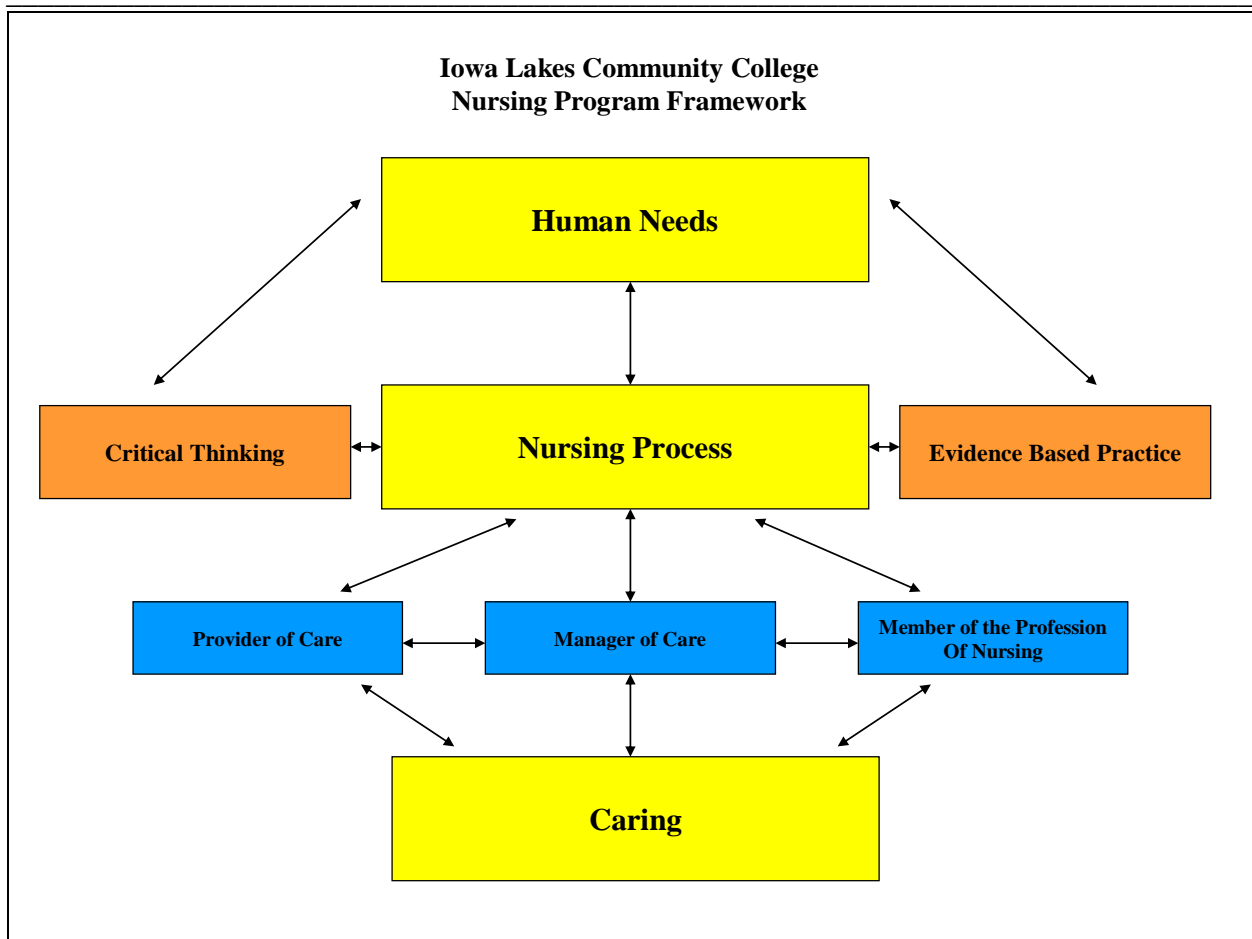 Iowa Lakes Community College
Nursing Program Framework
Human Needs
Critical Thinking
Nursing Process
Evidence Based Practice
Provider of Care
Manager of Care
Member of the Profession
Of Nursing
Caring